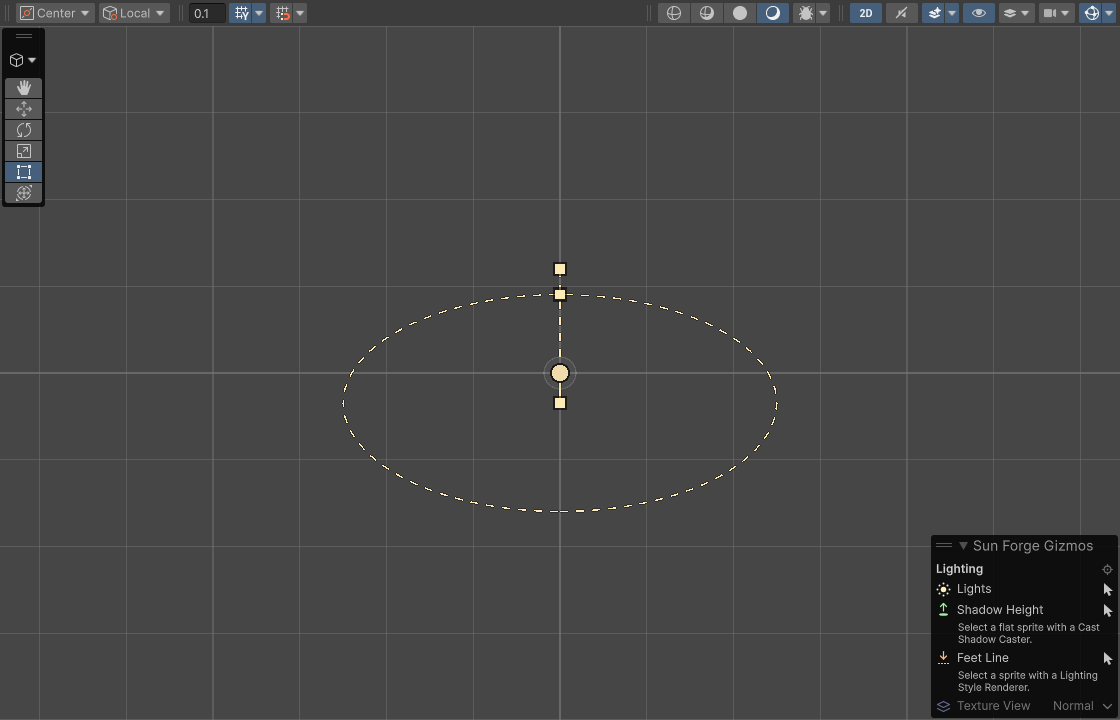 Center
Local
0.1
2D
Sun Forge Gizmos
Lighting
Lights
Shadow Height
Select a flat sprite with a Cast
Shadow Caster.
Feet Line
Select a sprite with a Lighting
Style Renderer.
Texture View Normal